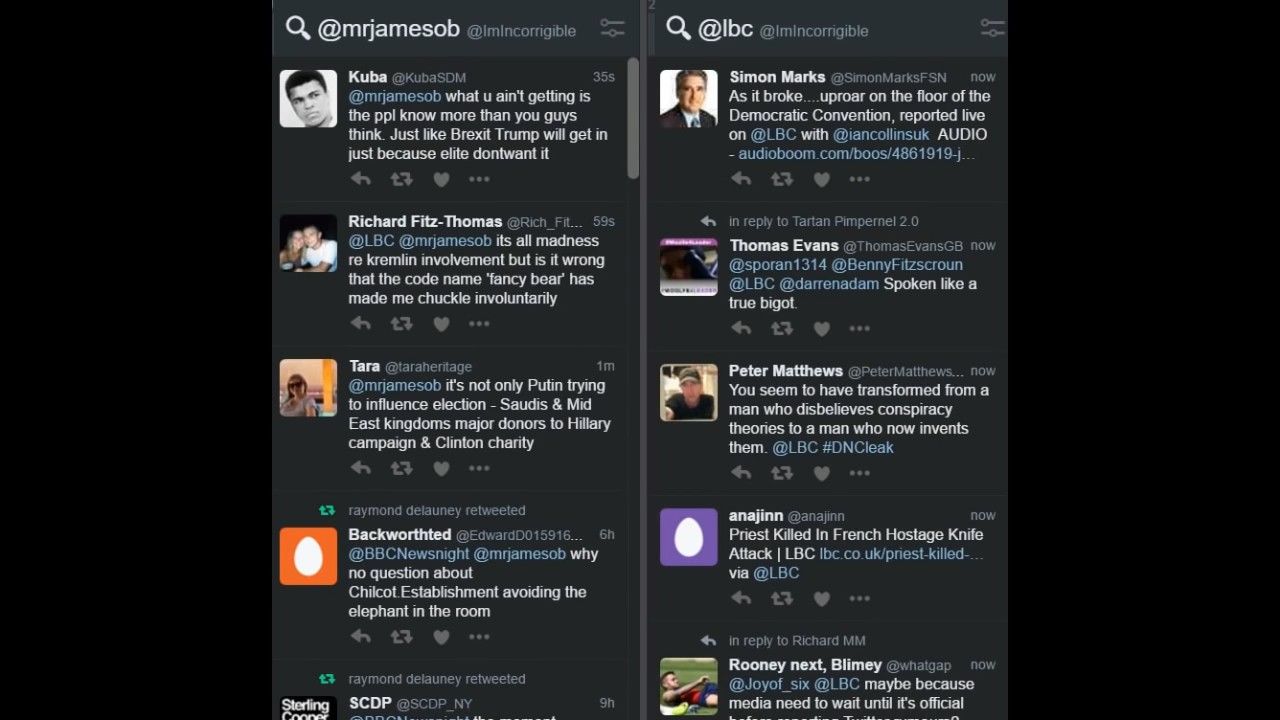 @mrjamesob @ImIncorrigible
Kuba @KubaSDM 35s
@mrjamesob what u ain't getting is
the ppl know more than you guys
think. Just like Brexit Trump will get in
just because elite dontwant it
Richard Fitz-Thomas @Rich_Fit... 59s
@LBC @mrjamesob its all madness
re kremlin involvement but is it wrong
that the code name 'fancy bear' has
made me chuckle involuntarily
Tara @taraheritage 1m
@mrjamesob it's not only Putin trying
to influence election - Saudis & Mid
East kingdoms major donors to Hillary
campaign & Clinton charity
raymond delauney retweeted
Backworthted @EdwardD015916... 6h
@BBCNewsnight @mrjamesob why
no question about
Chilcot.Establishment avoiding the
elephant in the room
raymond delauney retweeted
Sterling
Cooper
SCDP @SCDP_NY 9h
@BBCNewsnight the moment
2
@lbc @ImIncorrigible
Simon Marks @SimonMarksFSN now
As it broke....uproar on the floor of the
Democratic Convention, reported live
on @LBC with @iancollinsuk AUDIO
- audioboom.com/boos/4861919-j...
in reply to Tartan Pimpernel 2.0
Thomas Evans @ThomasEvansGB now
@sporan1314 @BennyFitzscroun
@LBC @darrenadam Spoken like a
true bigot.
Peter Matthews @PeterMatthews... now
You seem to have transformed from a
man who disbelieves conspiracy
theories to a man who now invents
them. @LBC #DNCleak
anajinn @anajinn now
Priest Killed In French Hostage Knife
Attack | LBC lbc.co.uk/priest-killed-...
via @LBC
in reply to Richard MM
Rooney next, Blimey @whatgap now
@Joyof_six @LBC maybe because
media need to wait until it's official
before reporting